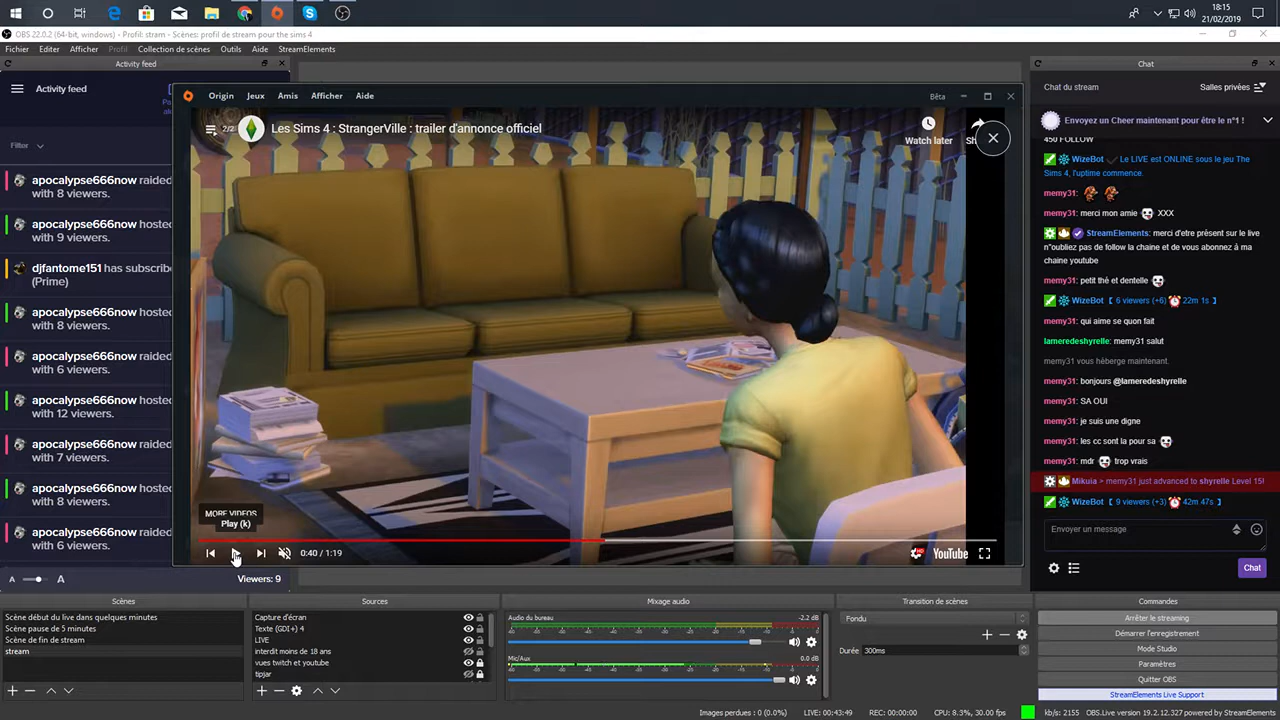 18:15
21/02/2019
OBS 22.0.2 (64-bit, windows) - Profil: stram - Scènes: profil de stream pour the sims 4
Fichier Editer Afficher Profil Collection de scènes Outils Aide StreamElements
Activity feed
Activity feed
Filter
apocalypse666now raided
with 8 viewers.
apocalypse666now hosted
with 9 viewers.
djfantome151 has subscribe
(Prime)
apocalypse666now hosted
with 8 viewers.
apocalypse666now raided
with 6 viewers.
apocalypse666now hosted
with 12 viewers.
apocalypse666now raided
with 7 viewers.
apocalypse666now hosted
with 8 viewers.
apocalypse666now raided
with 6 viewers.
A A
Viewers: 9
Origin Jeux Amis Afficher Aide
Bêta
2/2
Les Sims 4 : StrangerVille : trailer d'annonce officiel
Watch later
MORE VIDEOS
Play (k)
0:40 / 1:19
HD
YouTube
Chat
Chat du stream
Salles privées
Envoyez un Cheer maintenant pour être le n°1 !
450 FOLLOW
WizeBot Le LIVE est ONLINE sous le jeu The
Sims 4, l'uptime commence.
memy31:
memy31: merci mon amie XXX
StreamElements: merci d'etre présent sur le live
n"oubliez pas de follow la chaine et de vous abonnez à ma
chaine youtube
memy31: petit thé et dentelle
WizeBot [ 6 viewers (+6) 22m 1s ]
memy31: qui aime se quon fait
lameredeshyrelle: memy31 salut
memy31 vous héberge maintenant.
memy31: bonjours @lameredeshyrelle
memy31: SA OUI
memy31: je suis une digne
memy31: les cc sont la pour sa
memy31: mdr trop vrais
Mikuia > memy31 just advanced to shyrelle Level 15!
WizeBot [ 9 viewers (+3) 42m 47s ]
Envoyer un message
Chat
Scènes
Scène début du live dans quelques minutes
Scène pause de 5 minutes
Scène de fin de stream
stream
Sources
Capture d'écran
Texte (GDI+) 4
LIVE
interdit moins de 18 ans
vues twitch et youtube
tipjar
Mixage audio
Audio du bureau
-2.2 dB
Mic/Aux
0.0 dB
Transition de scènes
Fondu
Durée 300ms
Commandes
Arrêter le streaming
Démarrer l'enregistrement
Mode Studio
Paramètres
Quitter OBS
StreamElements Live Support
Images perdues : 0 (0.0%) LIVE: 00:43:49 REC: 00:00:00 CPU: 8.3%, 30.00 fps kb/s: 2155 OBS.Live version 19.2.12.327 powered by StreamElements